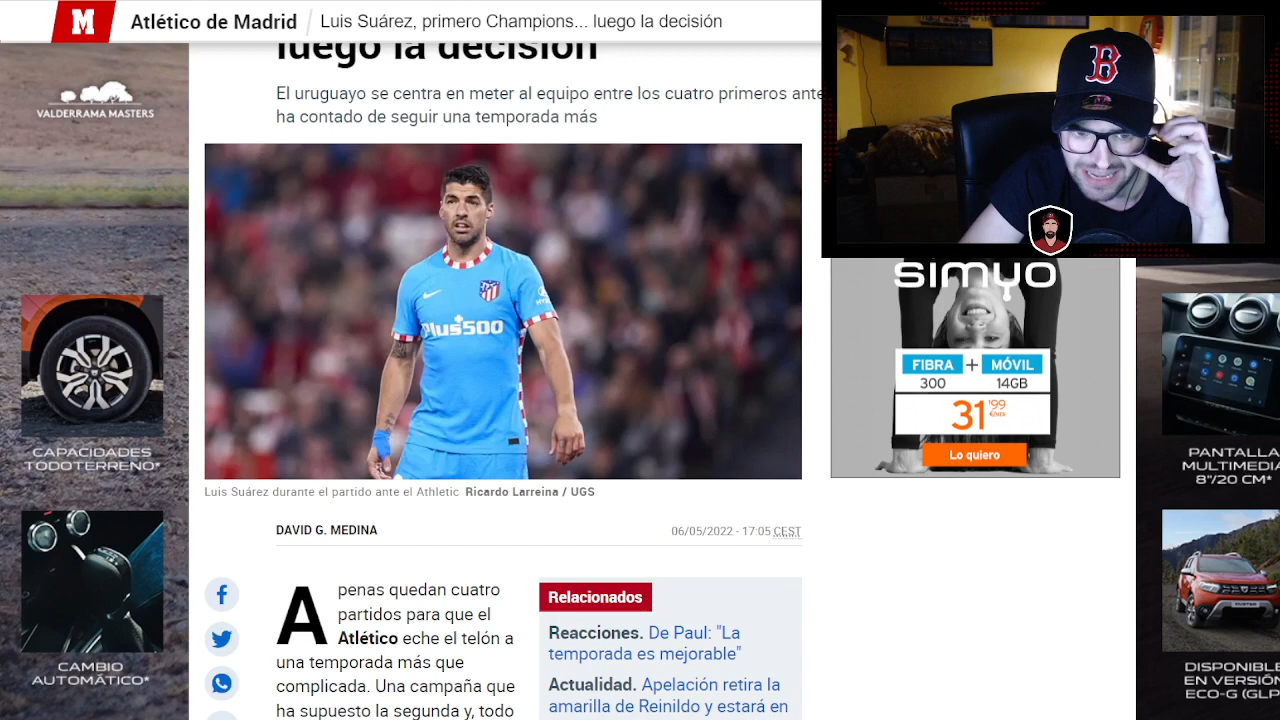 M Atlético de Madrid Luis Suárez, primero Champions... luego la decisión
luego la decisión
El uruguayo se centra en meter al equipo entre los cuatro primeros ante
ha contado de seguir una temporada más
VALDERRAMA MASTERS
CAPACIDADES
TODOTERRENO*
CAMBIO
AUTOMÁTICO*
Plus500
Luis Suárez durante el partido ante el Athletic Ricardo Larreina / UGS
DAVID G. MEDINA
06/05/2022 - 17:05 CEST
Apenas quedan cuatro
partidos para que el
Atlético eche el telón a
una temporada más que
complicada. Una campaña que
ha supuesto la segunda y, todo
Relacionados
Reacciones. De Paul: "La
temporada es mejorable"
Actualidad. Apelación retira la
amarilla de Reinildo y estará en
B
simyo
FIBRA + MÓVIL
300 14GB
31'99
€/MES
Lo quiero
PANTALLA
MULTIMEDIA
8"/20 CM*
DUSTER
DISPONIBLE
EN VERSIÓN
ECO-G (GLP